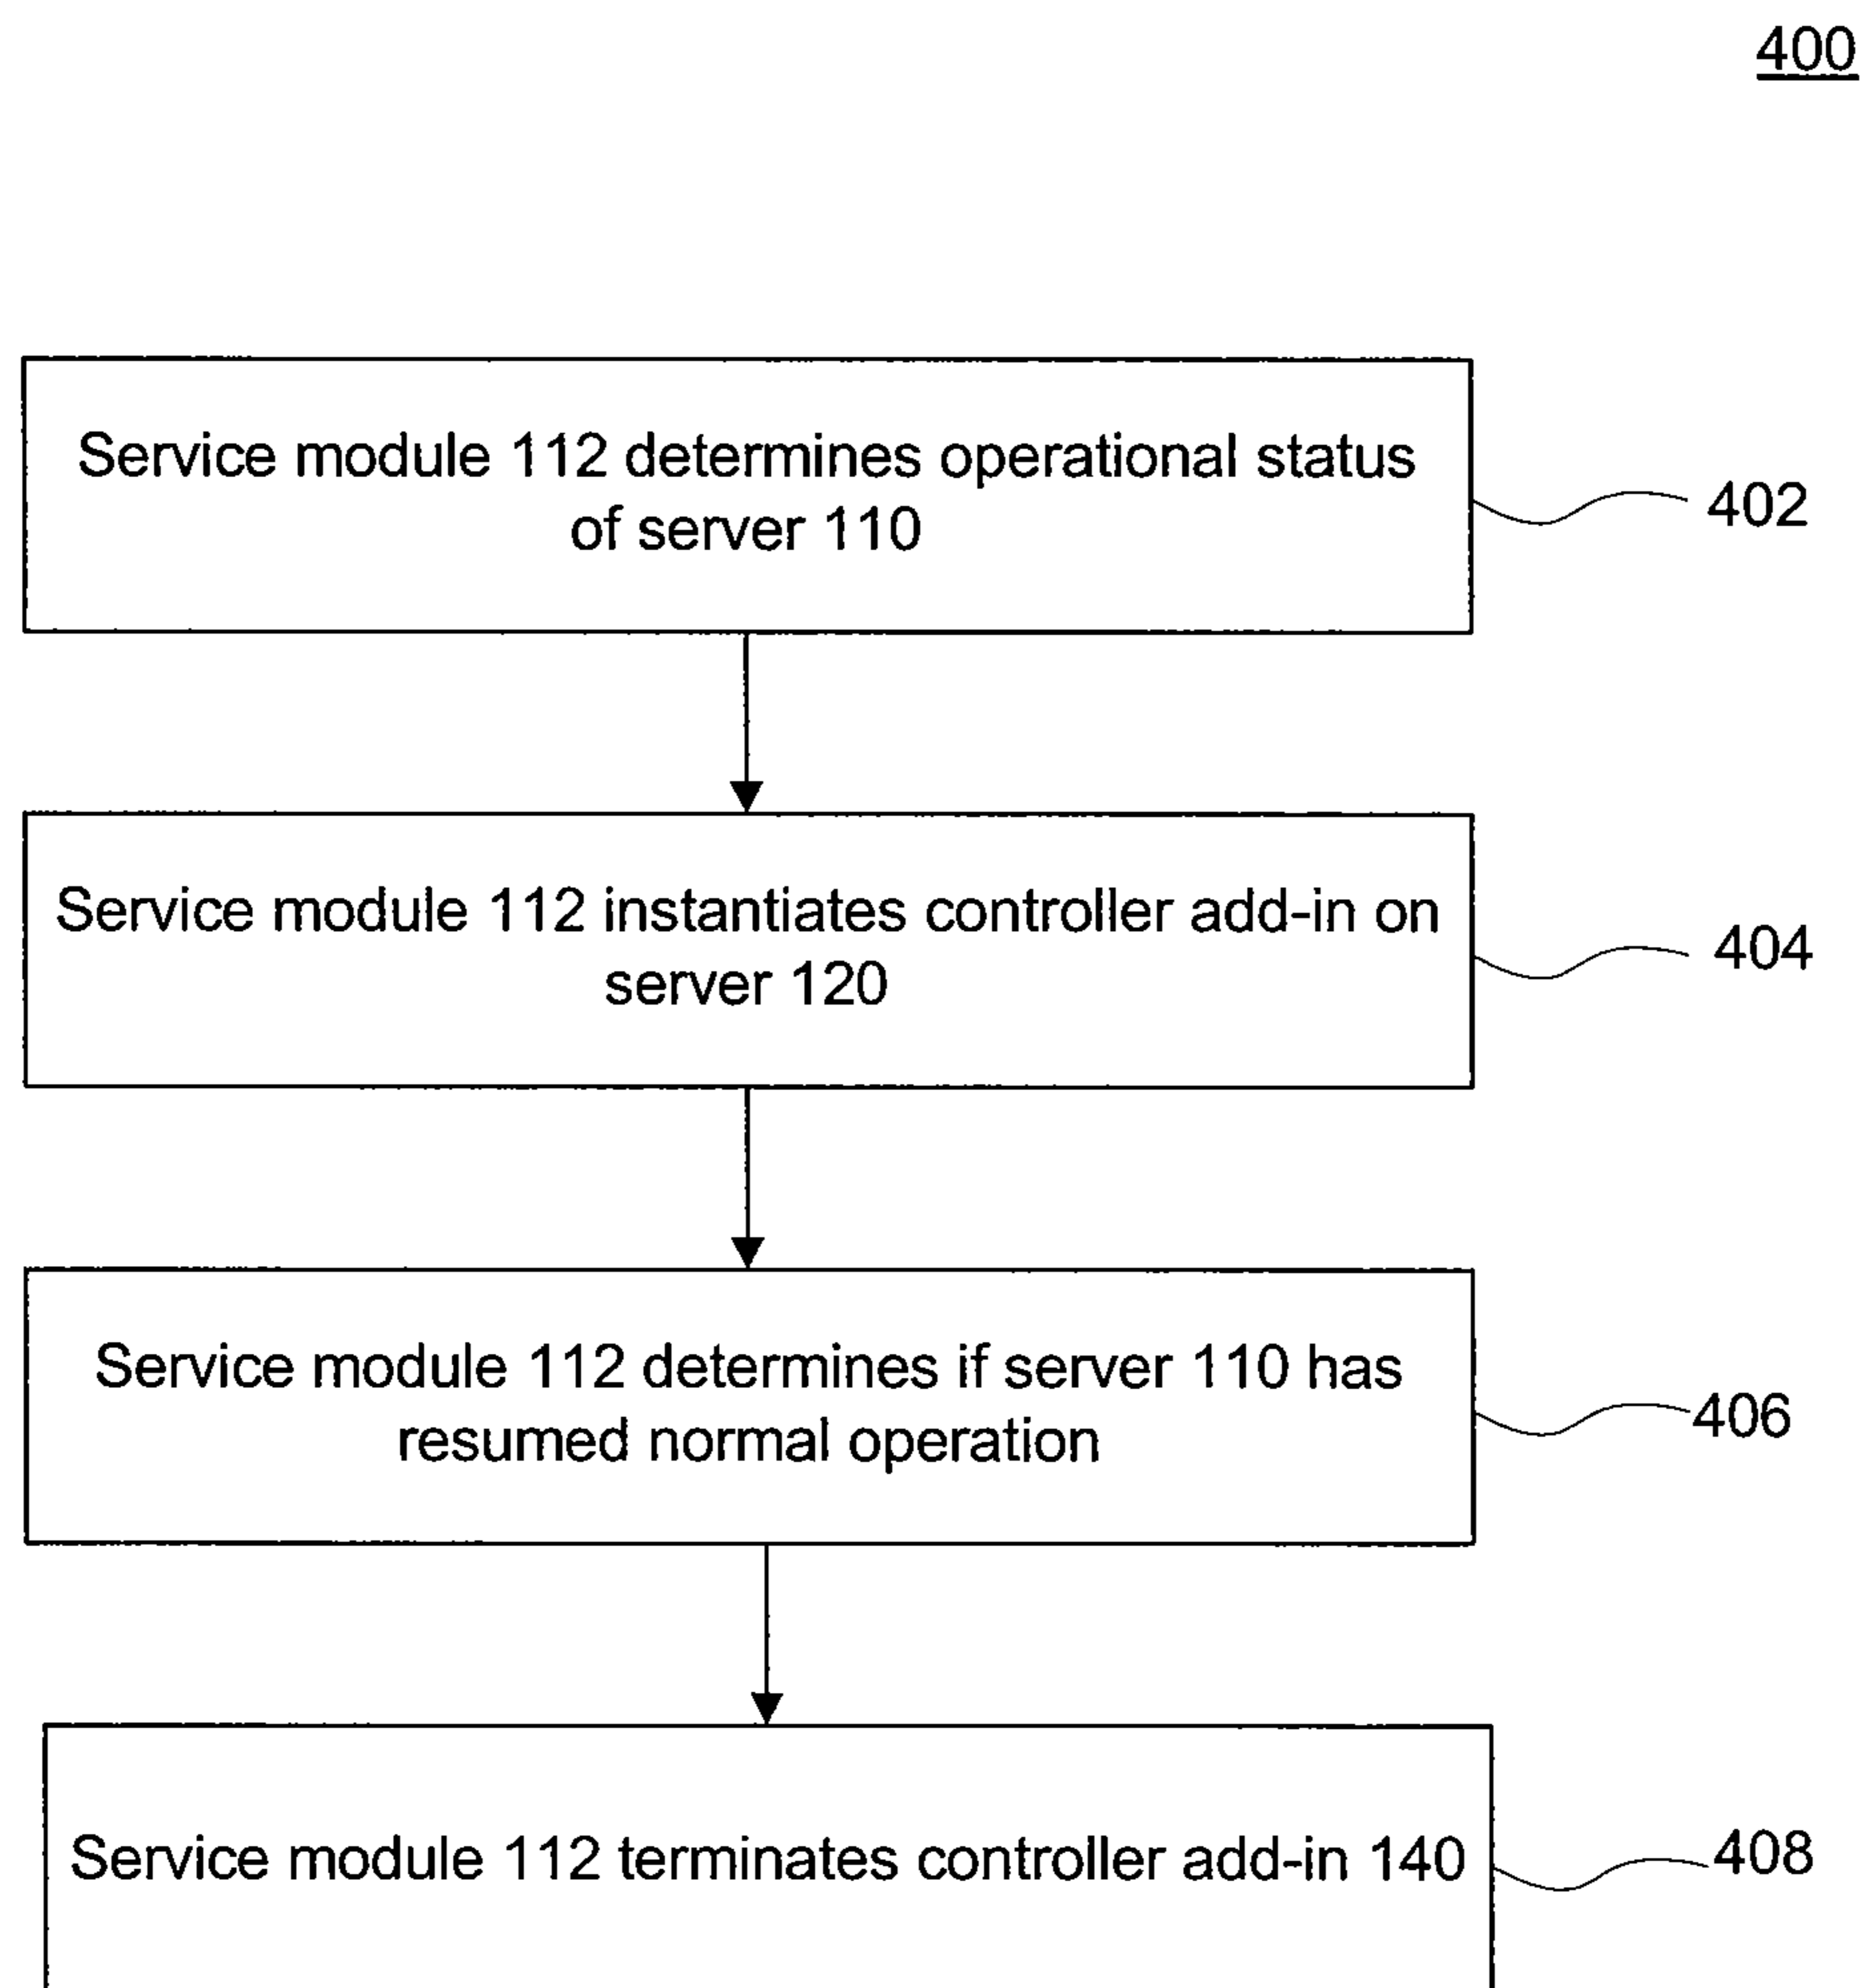 400
Service module 112 determines operational status
of server 110
402
Service module 112 instantiates controller add-in on
server 120
404
Service module 112 determines if server 110 has
resumed normal operation
406
Service module 112 terminates controller add-in 140
408